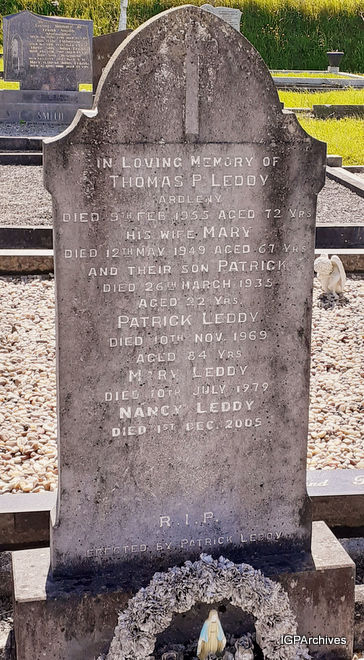 IN LOVING MEMORY OF
THOMAS P. LEDDY
ARDLENY
DIED 9TH FEB 1955 AGED 72 YRS
HIS WIFE MARY
DIED 12TH MAY 1949 AGED 67 YRS
AND THEIR SON PATRICK
DIED 26TH MARCH 1935
AGED 22 YRS.
PATRICK LEDDY
DIED 10TH NOV. 1969
AGED 84 YRS
MARY LEDDY
DIED 10TH JULY 1979
NANCY LEDDY
DIED 1ST DEC. 2005
R.I.P.
ERECTED BY PATRICK LEDDY
SMITH
IGPArchives